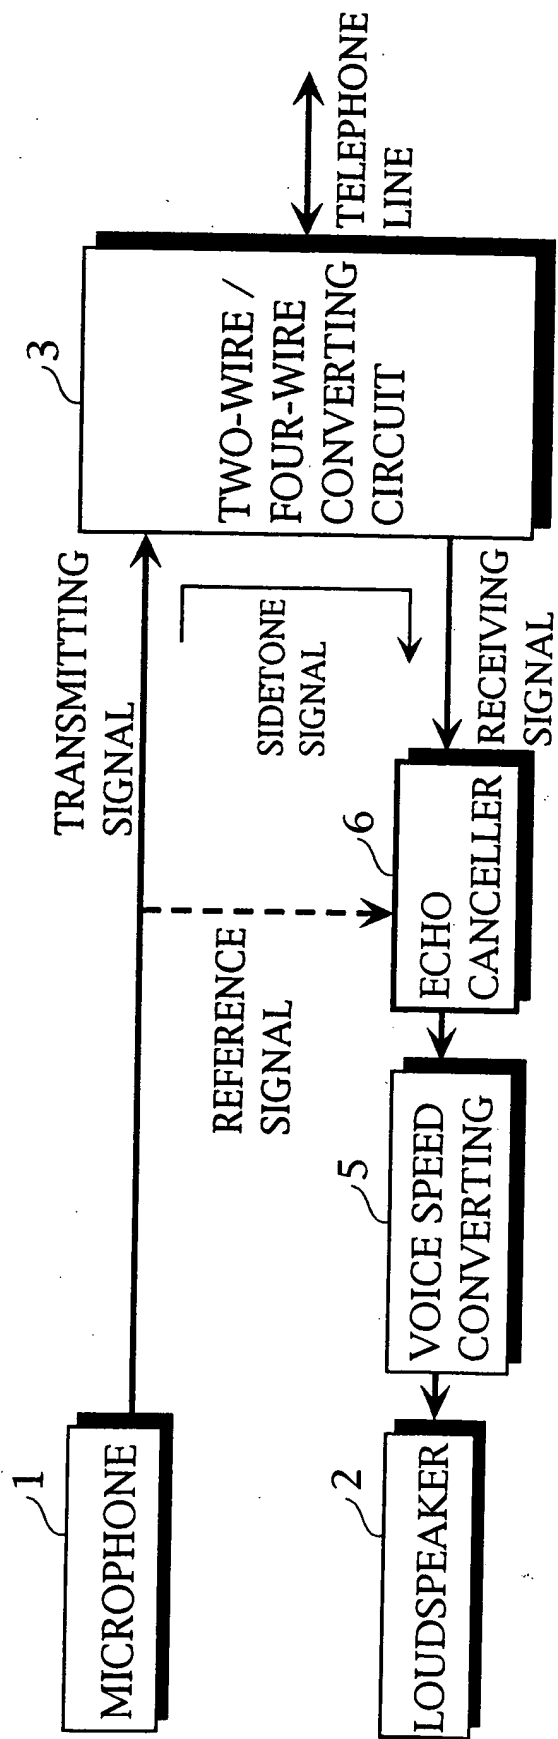 1
MICROPHONE
TRANSMITTING
SIGNAL
3
TWO-WIRE /
FOUR-WIRE
CONVERTING
CIRCUIT
TELEPHONE
LINE
SIDETONE
SIGNAL
REFERENCE
SIGNAL
RECEIVING
SIGNAL
6
ECHO
CANCELLER
5
VOICE SPEED
CONVERTING
2
LOUDSPEAKER